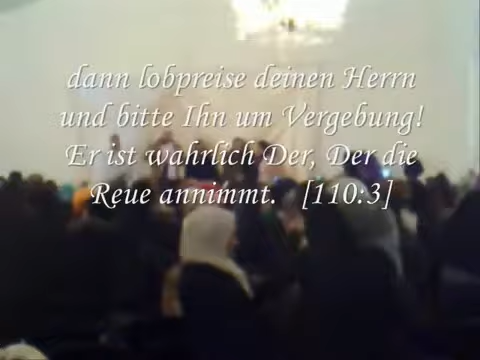 dann lobpreise deinen Herrn
und bitte Ihn um Vergebung!
Er ist wahrlich Der, Der die
Reue annimmt. [110:3]